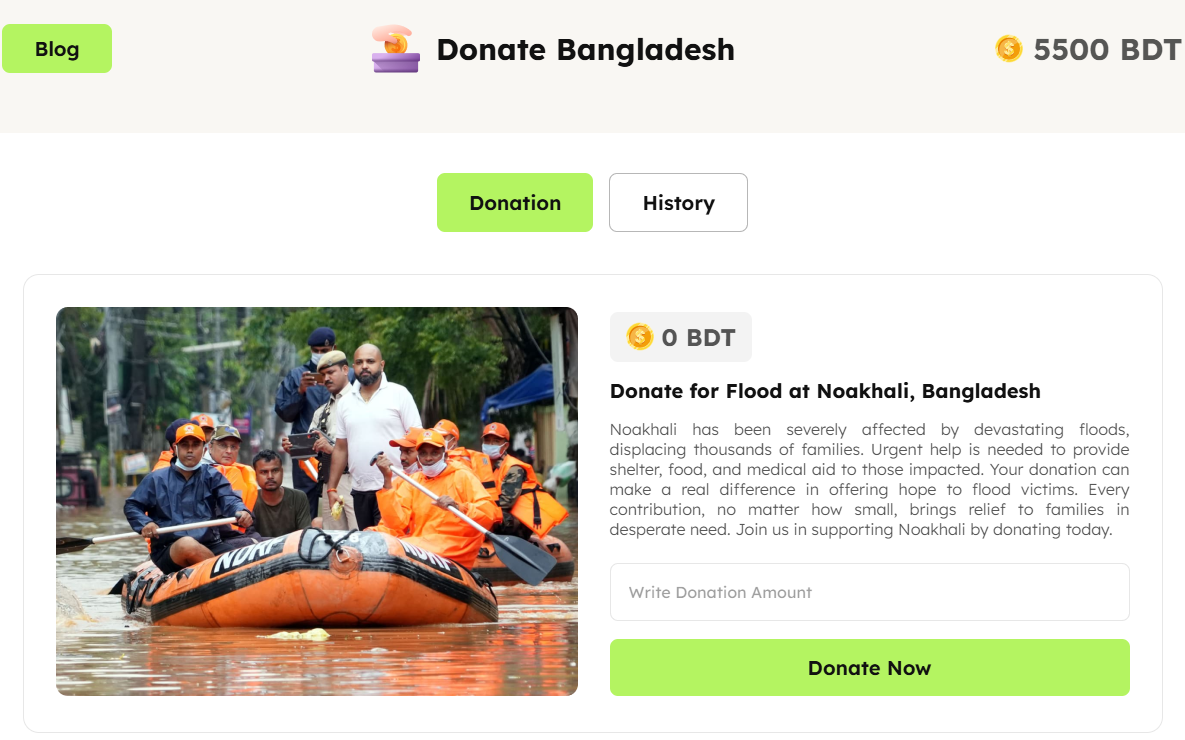 Blog
Donate Bangladesh
5500 BDT
Donation
History
0 BDT
Donate for Flood at Noakhali, Bangladesh
Noakhali has been severely affected by devastating floods,
displacing thousands of families. Urgent help is needed to provide
shelter, food, and medical aid to those impacted. Your donation can
make a real difference in offering hope to flood victims. Every
contribution, no matter how small, brings relief to families in
desperate need. Join us in supporting Noakhali by donating today.
Write Donation Amount
Donate Now
NDRF
NDRF